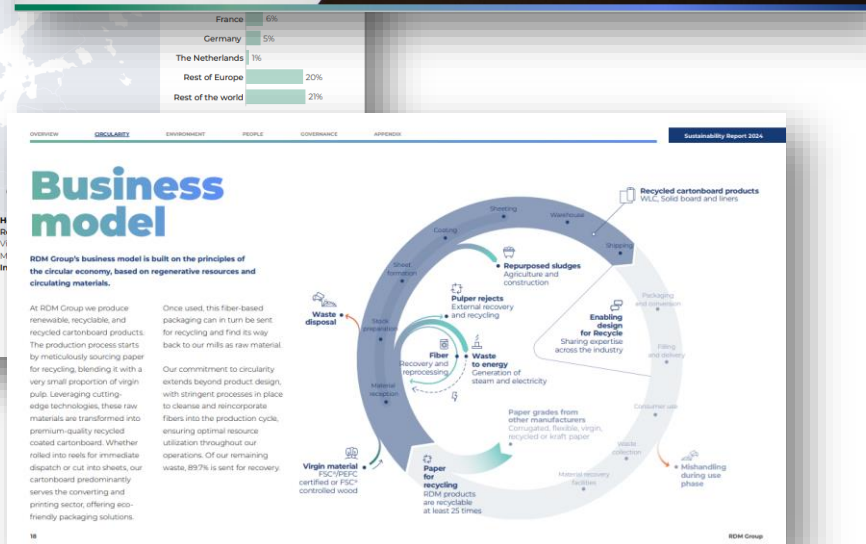 France 6%
Germany 5%
The Netherlands 1%
Rest of Europe 20%
Rest of the world 21%
OVERVIEW CIRCULARITY ENVIRONMENT PEOPLE GOVERNANCE APPENDIX
Sustainability Report 2024
Business
model
RDM Group's business model is built on the principles of
the circular economy, based on regenerative resources and
circulating materials.
At RDM Group we produce
renewable, recyclable, and
recycled cartonboard products.
The production process starts
by meticulously sourcing paper
for recycling, blending it with a
very small proportion of virgin
pulp. Leveraging cutting-
edge technologies, these raw
materials are transformed into
premium-quality recycled
coated cartonboard. Whether
rolled into reels for immediate
dispatch or cut into sheets, our
cartonboard predominantly
serves the converting and
printing sector, offering eco-
friendly packaging solutions.
Once used, this fiber-based
packaging can in turn be sent
for recycling and find its way
back to our mills as raw material.
Our commitment to circularity
extends beyond product design,
with stringent processes in place
to cleanse and reincorporate
fibers into the production cycle,
ensuring optimal resource
utilization throughout our
operations. Of our remaining
waste, 89.7% is sent for recovery.
Recycled cartonboard products
WLC, Solid board and liners
Sheeting
Warehouse
Coating
Shipping
Sheet
formation
Repurposed sludges
Agriculture and
construction
Pulper rejects
External recovery
and recycling
Packaging
and conversion
Waste
disposal
Stock
preparation
Enabling
design
for Recycle
Sharing expertise
across the industry
Filling
and delivery
Fiber
Recovery and
reprocessing
Waste
to energy
Generation of
steam and electricity
Material
reception
Consumer use
Paper grades from
other manufacturers
Corrugated, flexible, virgin,
recycled or kraft paper
Waste
collection
Virgin material
FSC®/PEFC
certified or FSC®
controlled wood
Paper
for
recycling
RDM products
are recyclable
at least 25 times
Material recovery
facilities
Mishandling
during use
phase
18
RDM Group